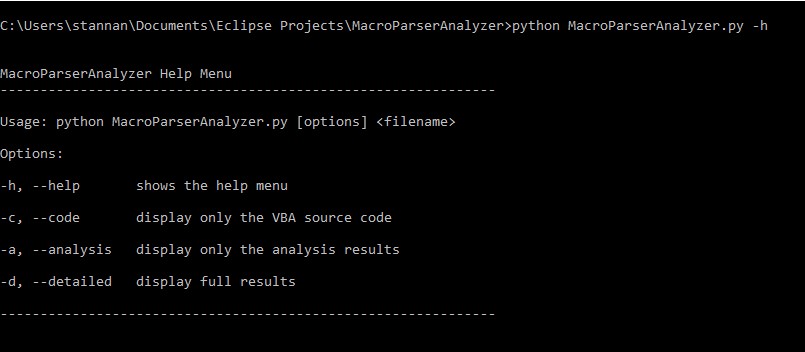 C:\Users\stannan\Documents\Eclipse Projects\MacroParserAnalyzer>python MacroParserAnalyzer.py -h
MacroParserAnalyzer Help Menu
--------------------------------------------------------------
Usage: python MacroParserAnalyzer.py [options] <filename>
Options:
-h, --help       shows the help menu
-c, --code       display only the VBA source code
-a, --analysis   display only the analysis results
-d, --detailed   display full results
--------------------------------------------------------------